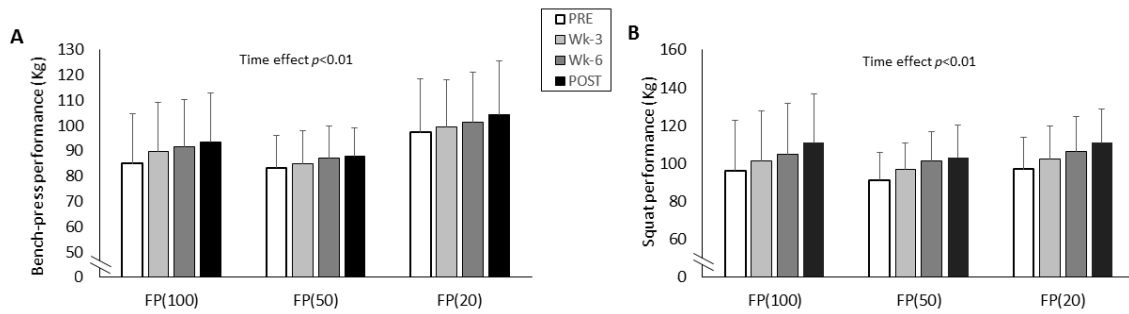 PRE
Wk-3
Wk-6
POST
A
Time effect p<0.01
Bench-press performance (Kg)
130
120
110
100
90
80
70
60
50
0
FP(100) FP(50) FP(20)
B
Time effect p<0.01
Squat performance (Kg)
160
140
120
100
80
60
0
FP(100) FP(50) FP(20)